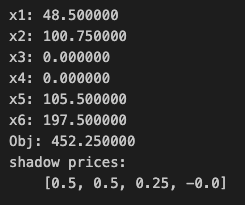 x1: 48.500000
x2: 100.750000
x3: 0.000000
x4: 0.000000
x5: 105.500000
x6: 197.500000
Obj: 452.250000
shadow prices:
    [0.5, 0.5, 0.25, -0.0]